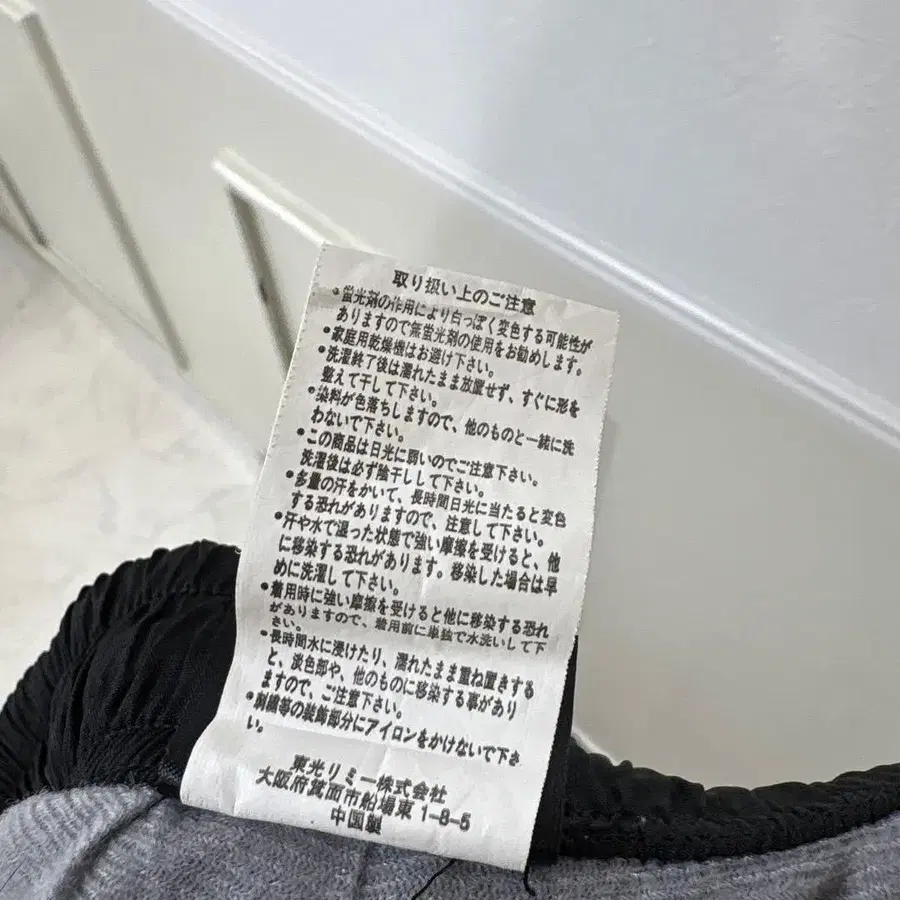 取り扱い上のご注意
●蛍光剤の作用により白っぽく変色する可能性が
ありますので無蛍光剤の使用をお勧めします。
●家庭用乾燥機はお避け下さい。
●洗濯終了後は濡れたまま放置せず、すぐに形を
整えて干して下さい。
●染料が色落ちしますので、他のものと一緒に洗
わないで下さい。
●この商品は日光に弱いのでご注意下さい。
洗濯後は必ず陰干しして下さい。
●多量の汗をかいて、長時間日光に当たると変色
する恐れがありますので、注意して下さい。
●汗や水で湿った状態で強い摩擦を受けると、他
に移染する恐れがあります。移染した場合は早
めに洗濯して下さい。
●着用時に強い摩擦を受けると他に移染する恐れ
がありますので、着用前に単独で水洗いして下
さい。
●長時間水に浸けたり、濡れたまま重ね置きする
と、淡色部や、他のものに移染する事があり
ますので、ご注意下さい。
●刺繍等の装飾部分にアイロンをかけないで下さ
い。
東光リミー株式会社
大阪府箕面市船場東 1-8-5
中国製